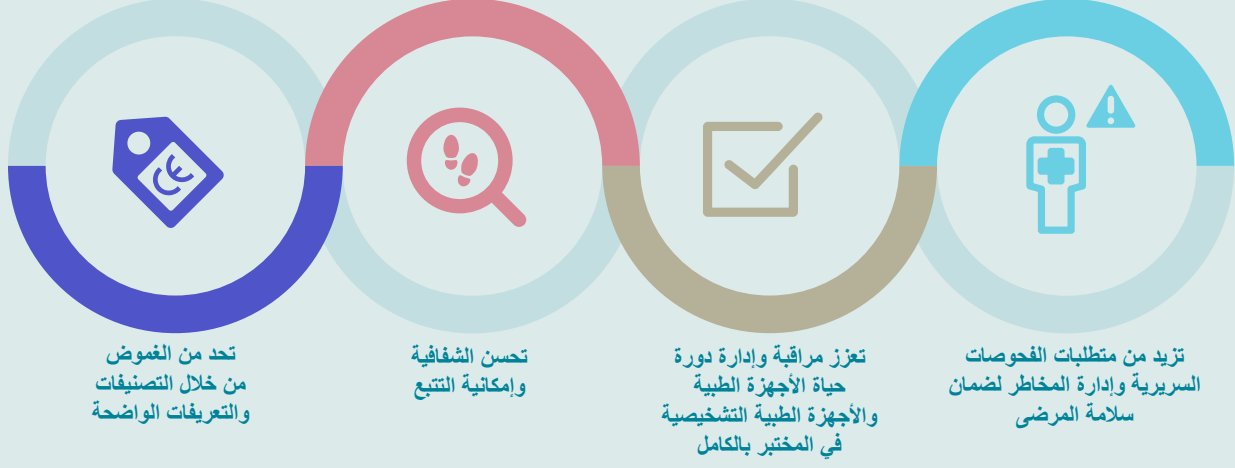 تزيد من متطلبات الفحوصات
السريرية وإدارة المخاطر لضمان
سلامة المرضى
تعزز مراقبة وإدارة دورة
حياة الأجهزة الطبية
والأجهزة الطبية التشخيصية
في المختبر بالكامل
تحسن الشفافية
وإمكانية التتبع
تحد من الغموض
من خلال التصنيفات
والتعريفات الواضحة
CE